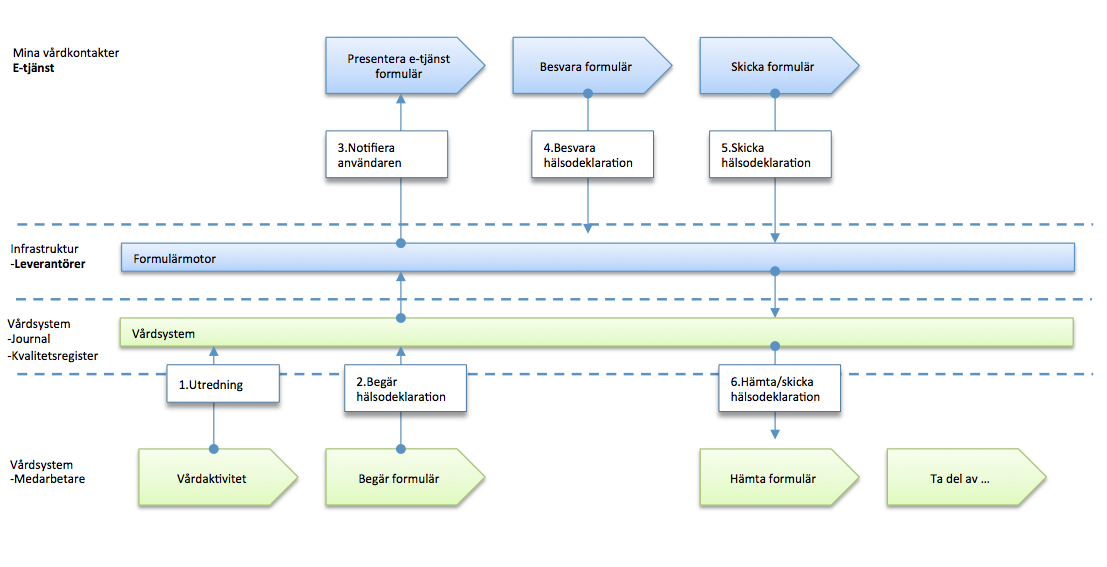 Mina vårdkontakter
E-tjänst
Presentera e-tjänst
formulär
Besvara formulär
Skicka formulär
3.Notifiera
användaren
4.Besvara
hälsodeklaration
5.Skicka
hälsodeklaration
Infrastruktur
-Leverantörer
Formulärmotor
Vårdsystem
-Journal
-Kvalitetsregister
Vårdsystem
1.Utredning
2.Begär
hälsodeklaration
6.Hämta/skicka
hälsodeklaration
Vårdsystem
-Medarbetare
Vårdaktivitet
Begär formulär
Hämta formulär
Ta del av ...